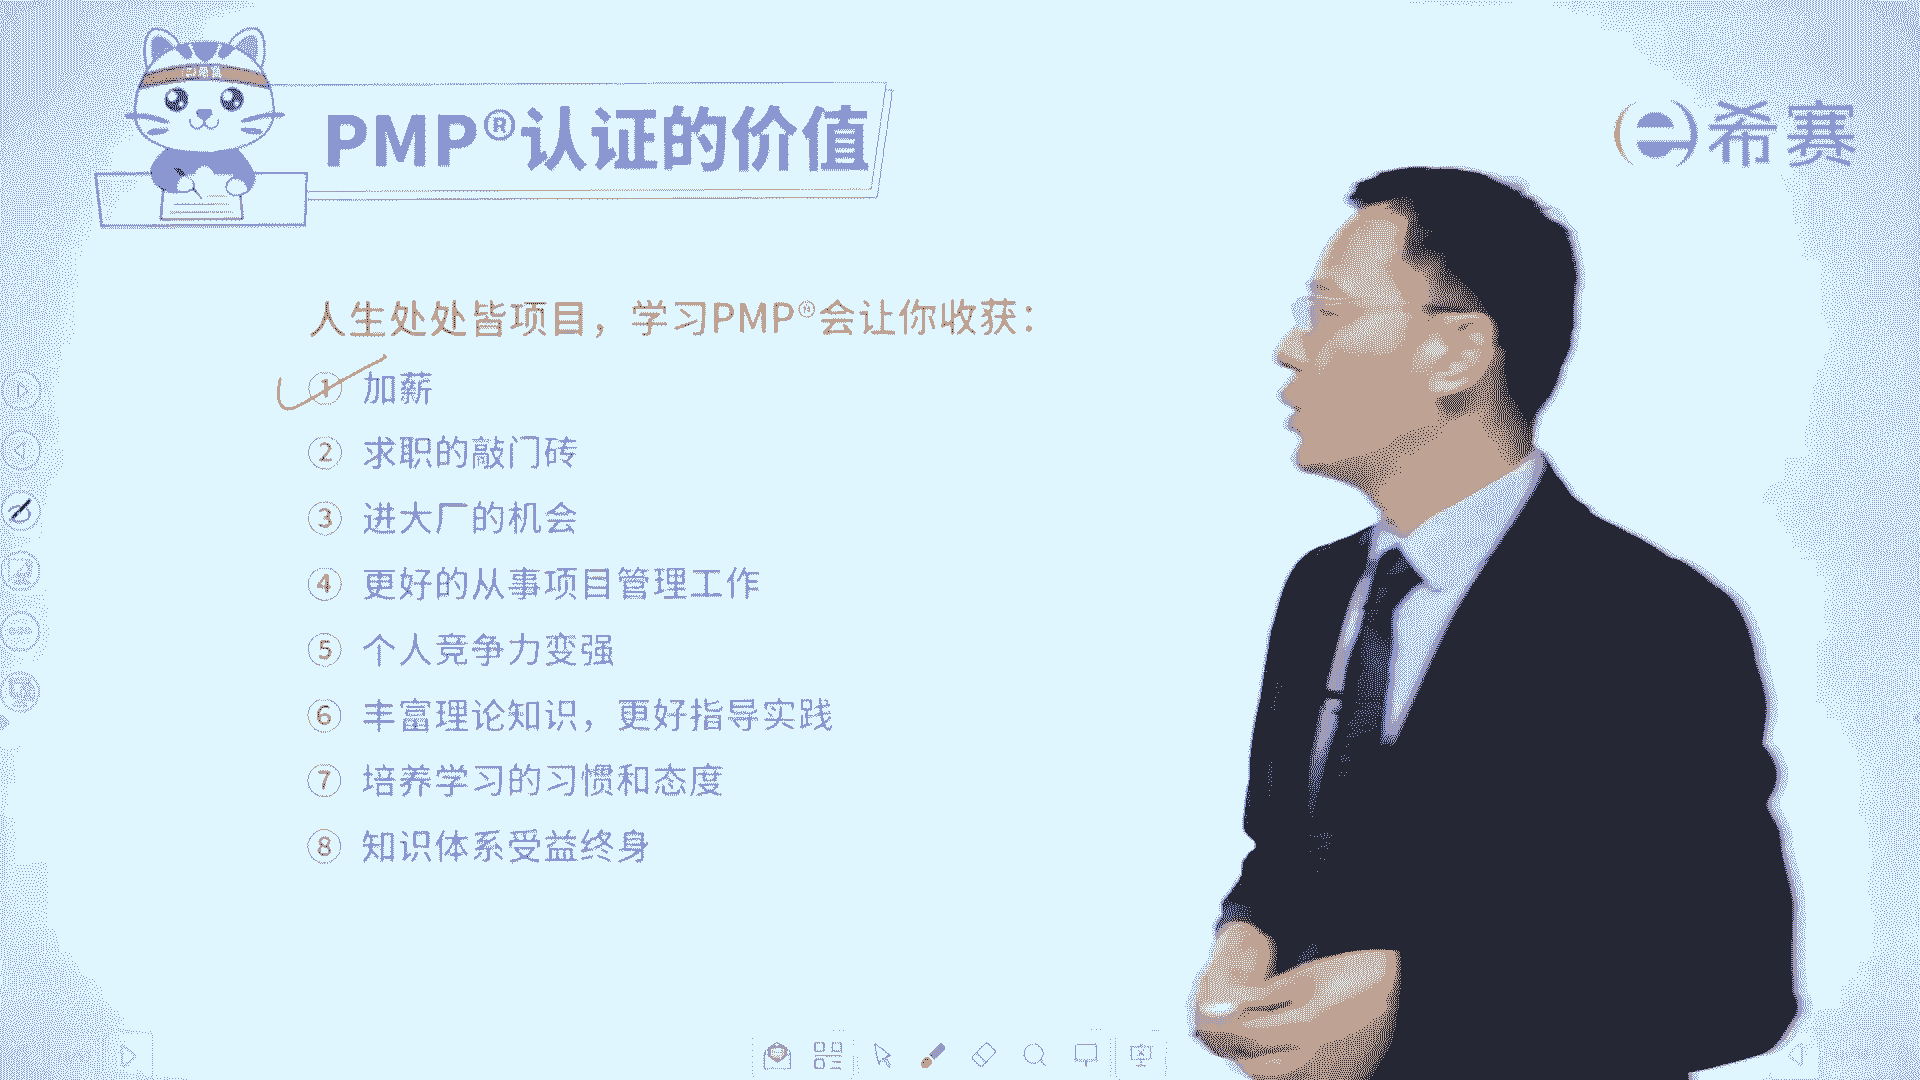 PMP®认证的价值
希赛
人生处处皆项目，学习PMP®会让你收获：
① 加薪
② 求职的敲门砖
③ 进大厂的机会
④ 更好的从事项目管理工作
⑤ 个人竞争力变强
⑥ 丰富理论知识，更好指导实践
⑦ 培养学习的习惯和态度
⑧ 知识体系受益终身